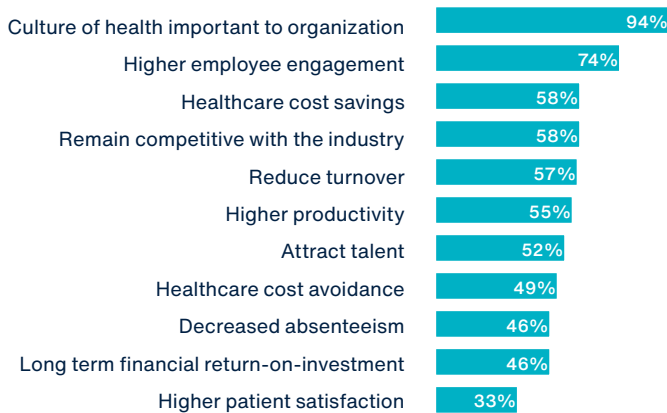 Culture of health important to organization 94%
Higher employee engagement 74%
Healthcare cost savings 58%
Remain competitive with the industry 58%
Reduce turnover 57%
Higher productivity 55%
Attract talent 52%
Healthcare cost avoidance 49%
Decreased absenteeism 46%
Long term financial return-on-investment 46%
Higher patient satisfaction 33%